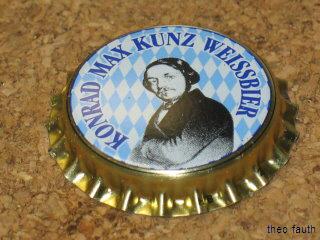 KONRAD MAX KUNZ WEISSBIER
theo fauth